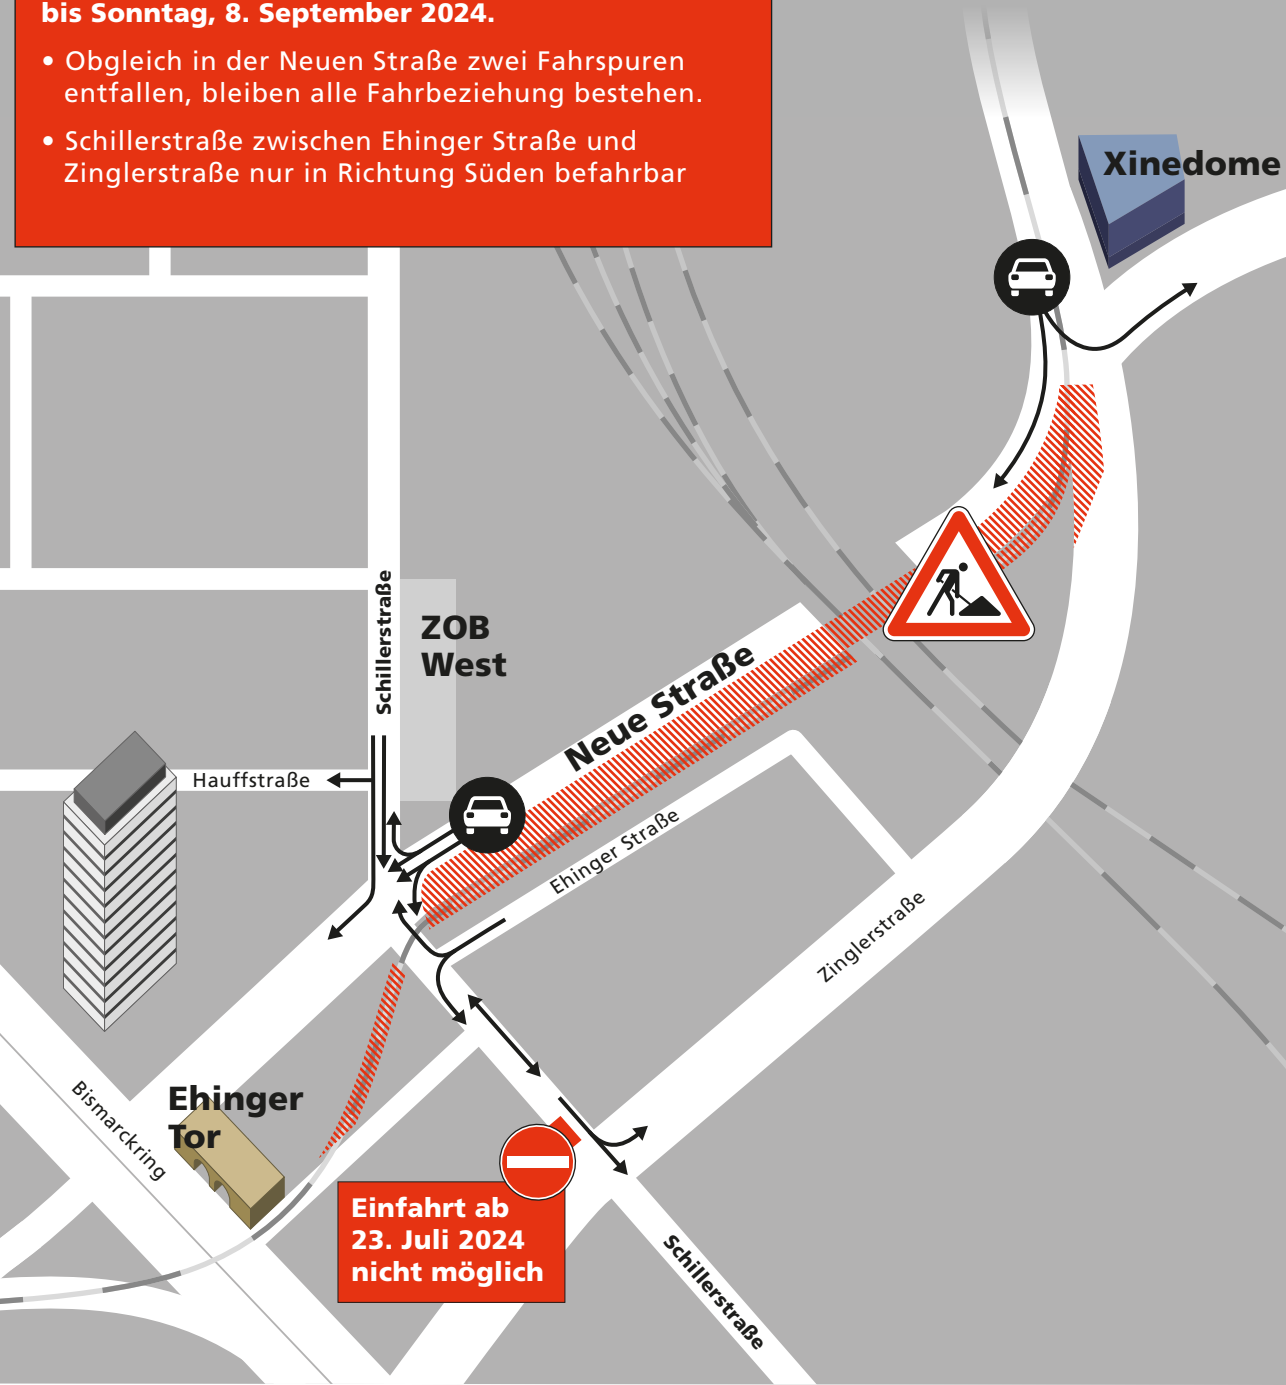 bis Sonntag, 8. September 2024.
• Obgleich in der Neuen Straße zwei Fahrspuren
entfallen, bleiben alle Fahrbeziehung bestehen.
• Schillerstraße zwischen Ehinger Straße und
Zinglerstraße nur in Richtung Süden befahrbar
Xinedome
Schillerstraße
ZOB
West
Neue Straße
Hauffstraße
Ehinger Straße
Zinglerstraße
Bismarckring
Ehinger
Tor
Einfahrt ab
23. Juli 2024
nicht möglich
Schillerstraße